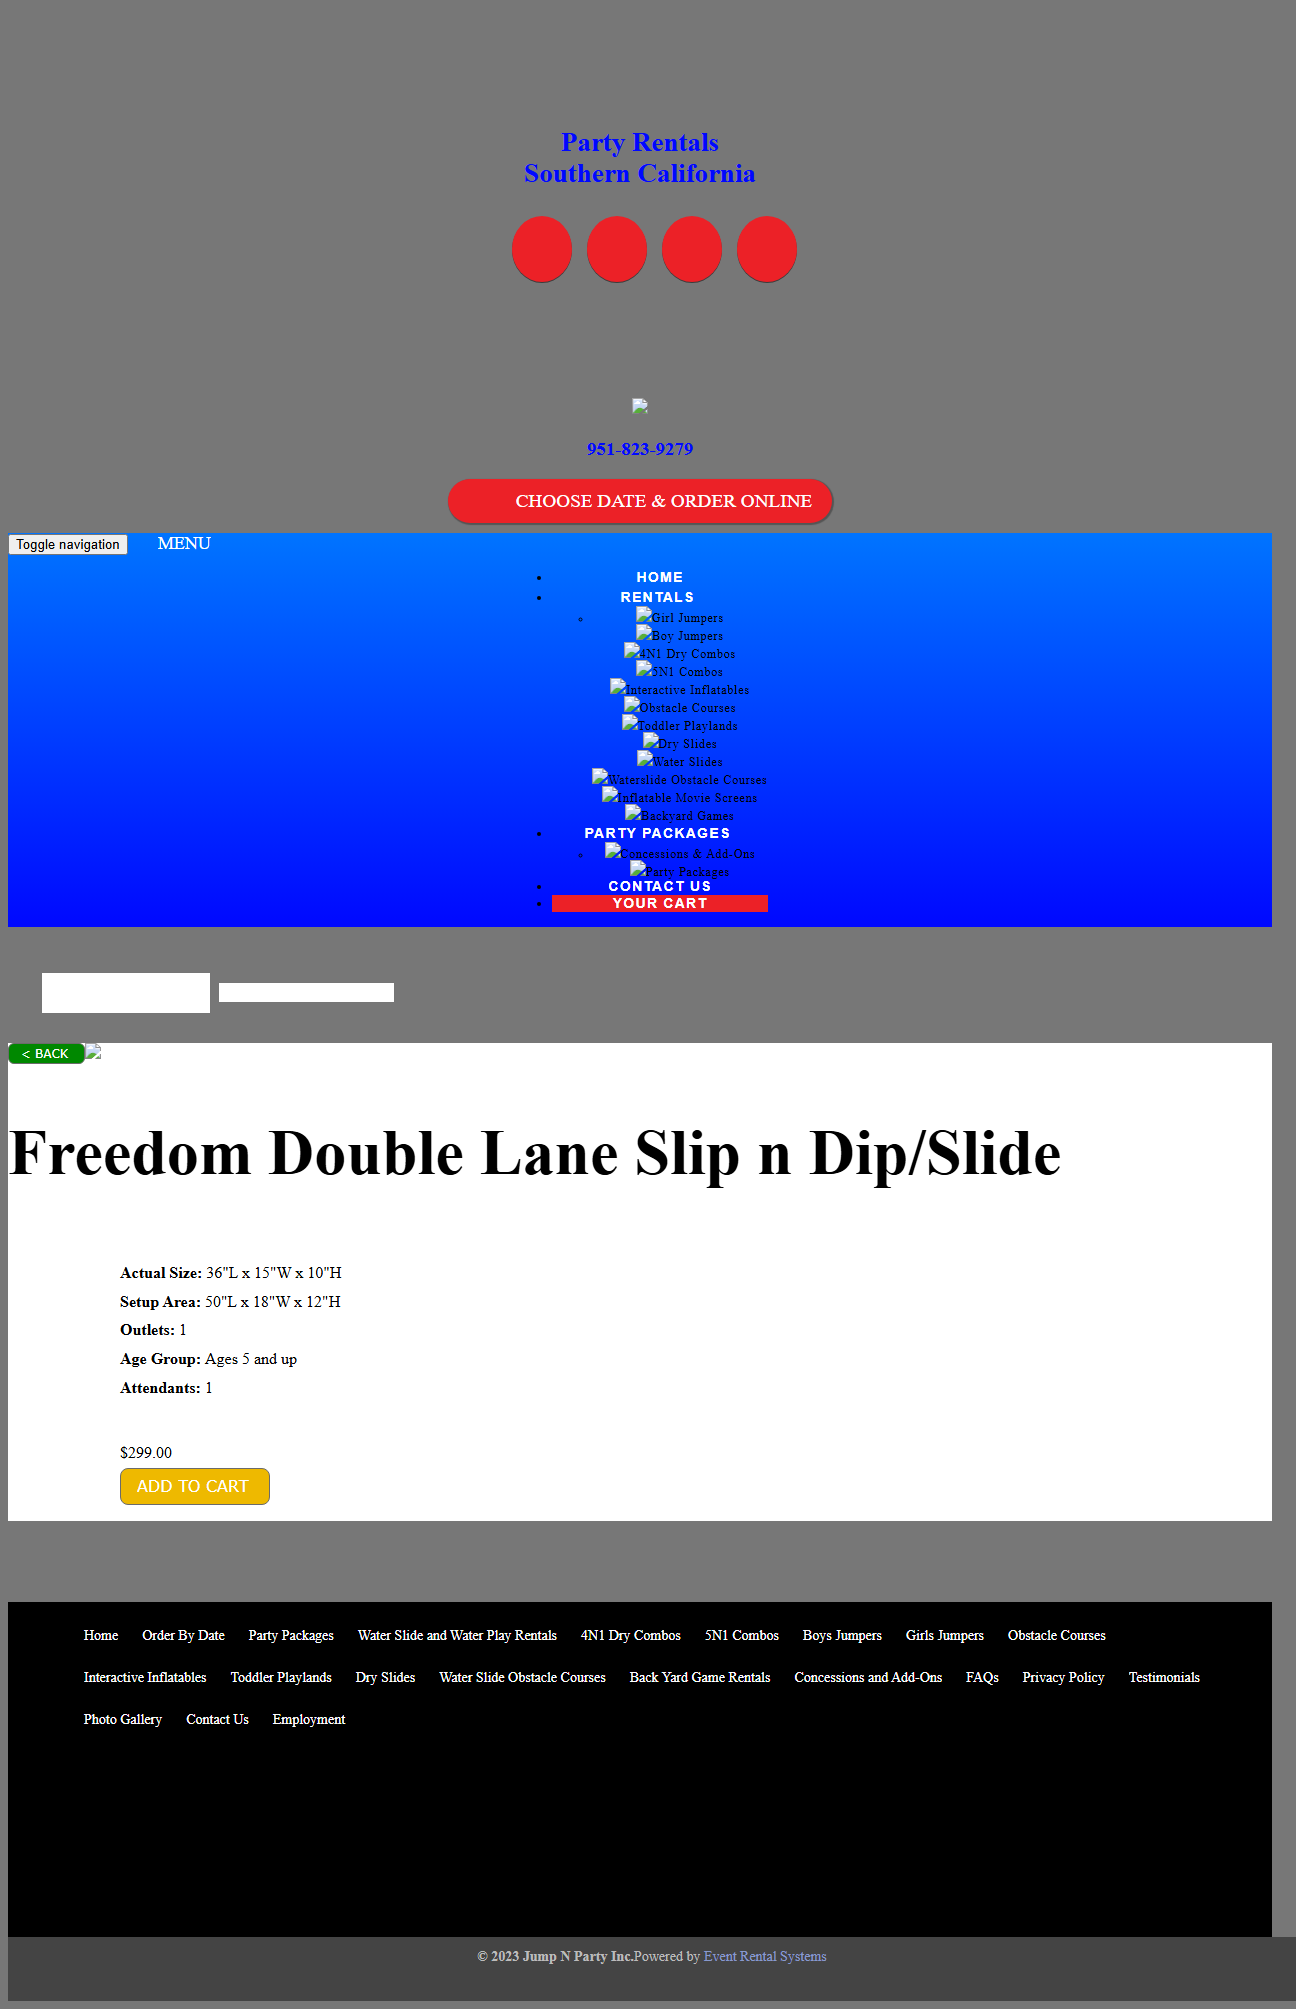 Party Rentals
Southern California
951-823-9279
CHOOSE DATE & ORDER ONLINE
Toggle navigation MENU
HOME
RENTALS
Girl Jumpers
Boy Jumpers
4N1 Dry Combos
5N1 Combos
Interactive Inflatables
Obstacle Courses
Toddler Playlands
Dry Slides
Water Slides
Waterslide Obstacle Courses
Inflatable Movie Screens
Backyard Games
PARTY PACKAGES
Concessions & Add-Ons
Party Packages
CONTACT US
YOUR CART
< BACK
Freedom Double Lane Slip n Dip/Slide
Actual Size: 36"L x 15"W x 10"H
Setup Area: 50"L x 18"W x 12"H
Outlets: 1
Age Group: Ages 5 and up
Attendants: 1
$299.00
ADD TO CART
Home Order By Date Party Packages Water Slide and Water Play Rentals 4N1 Dry Combos 5N1 Combos Boys Jumpers Girls Jumpers Obstacle Courses
Interactive Inflatables Toddler Playlands Dry Slides Water Slide Obstacle Courses Back Yard Game Rentals Concessions and Add-Ons FAQs Privacy Policy Testimonials
Photo Gallery Contact Us Employment
© 2023 Jump N Party Inc.Powered by Event Rental Systems